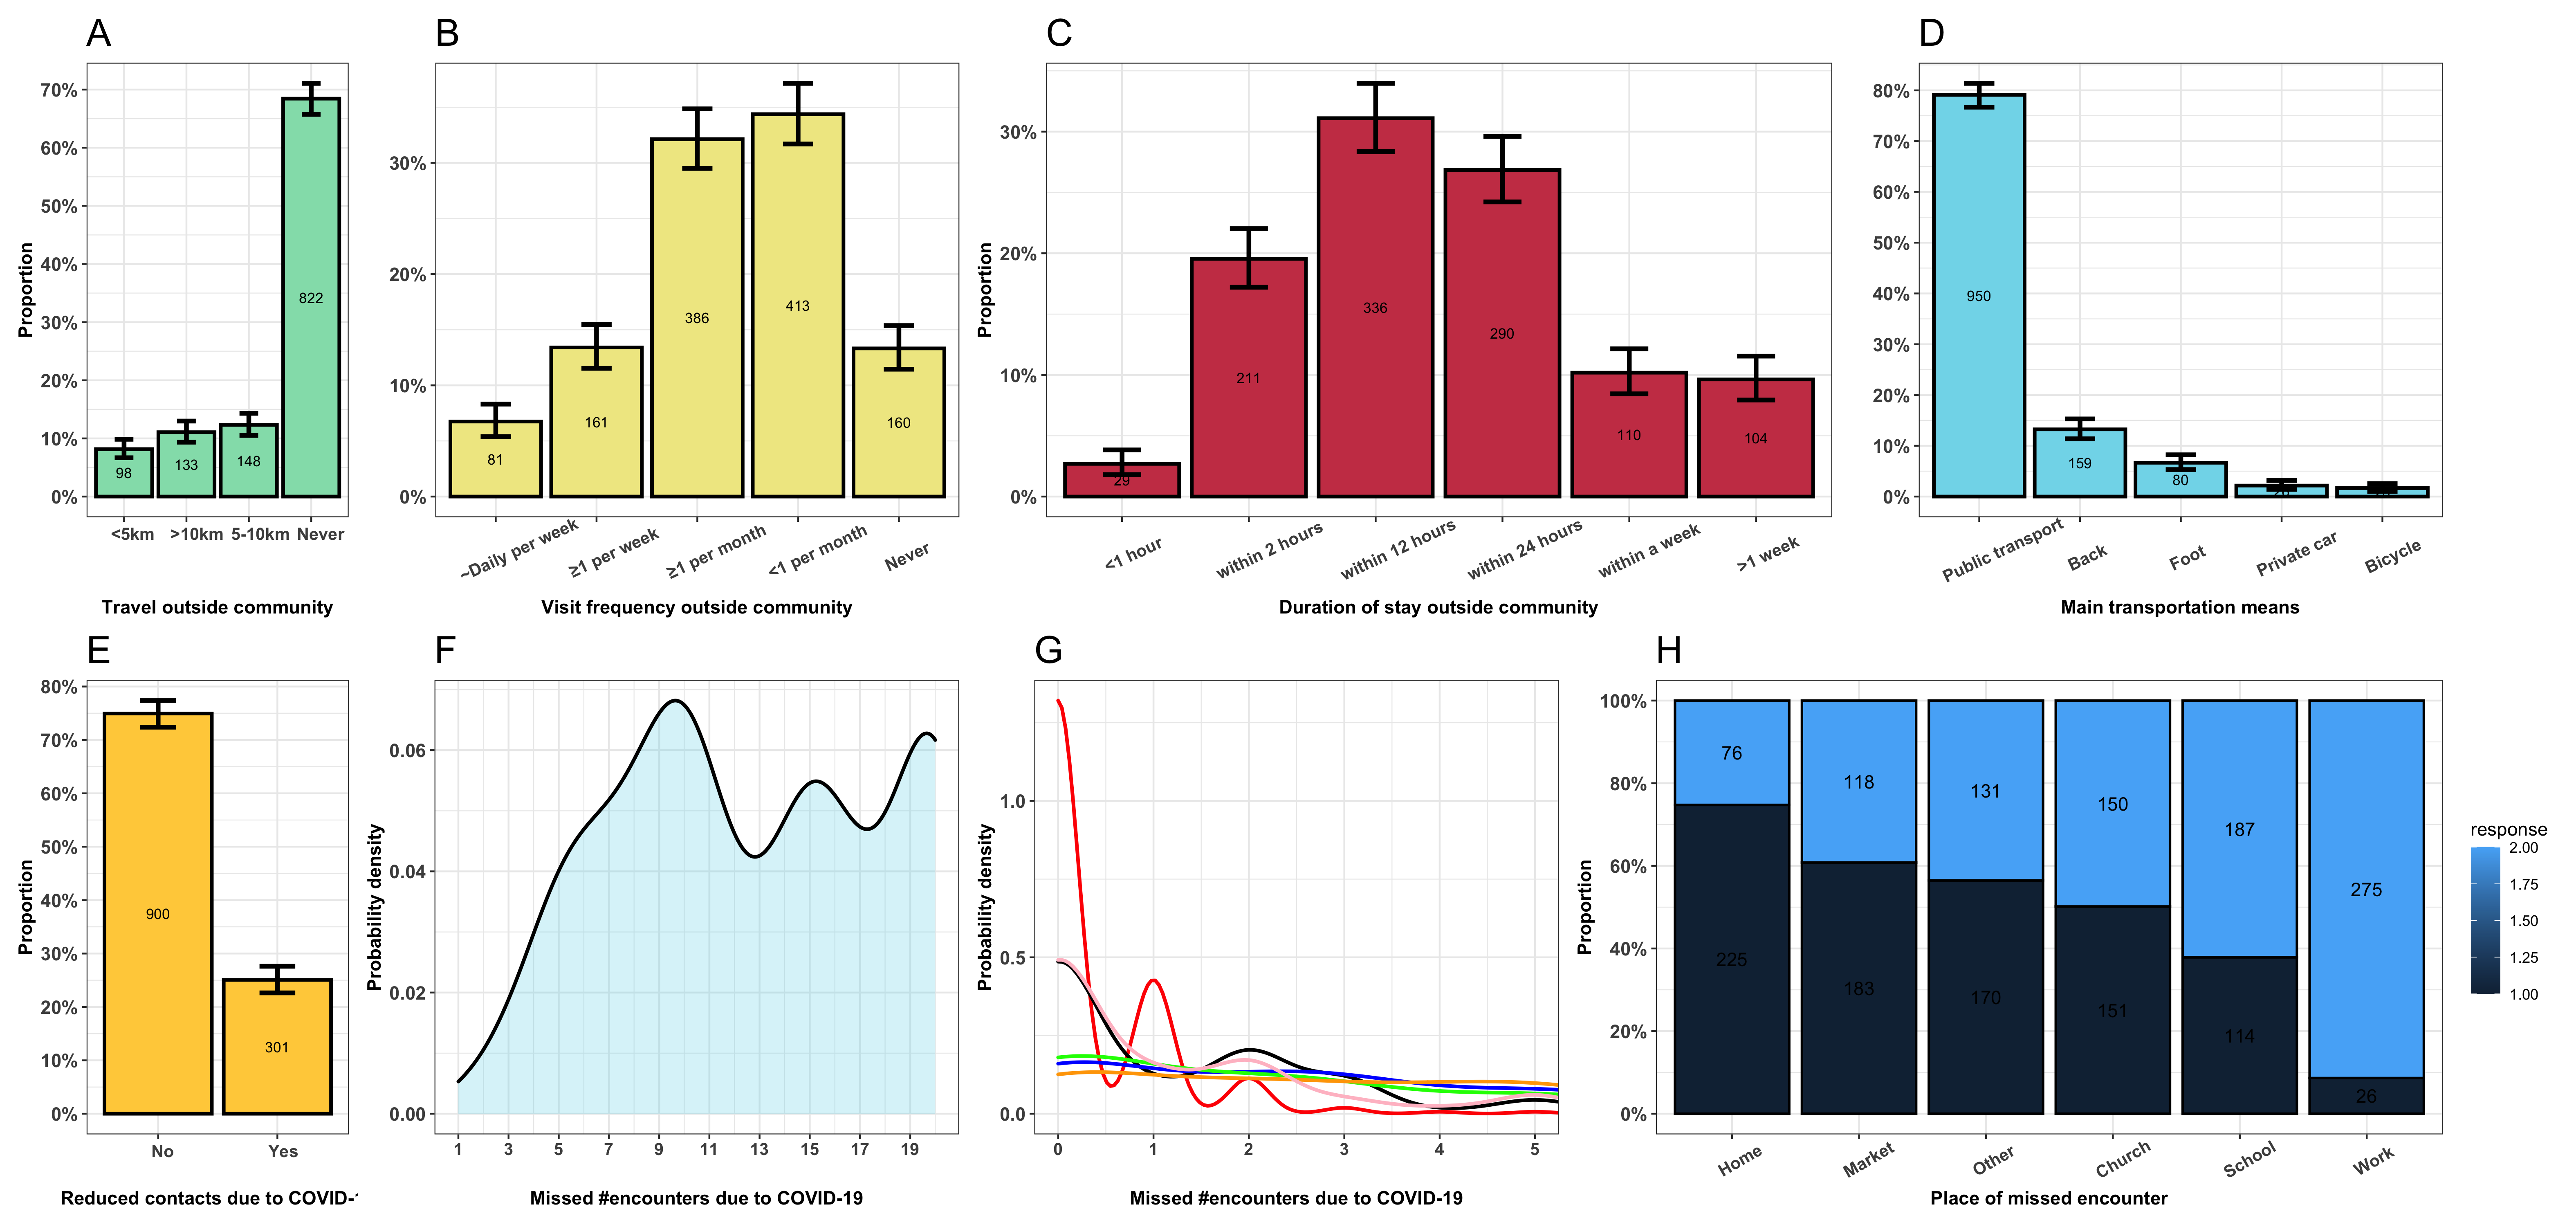 A
B
C
D
Proportion
70%
60%
50%
40%
30%
20%
10%
0%
98
133
148
822
<5km
>10km
5-10km
Never
Travel outside community
30%
20%
10%
0%
81
161
386
413
160
~Daily per week
≥1 per week
≥1 per month
<1 per month
Never
Visit frequency outside community
Proportion
30%
20%
10%
0%
29
211
336
290
110
104
<1 hour
within 2 hours
within 12 hours
within 24 hours
within a week
>1 week
Duration of stay outside community
80%
70%
60%
50%
40%
30%
20%
10%
0%
950
159
80
Public transport
Back
Foot
Private car
Bicycle
Main transportation means
E
F
G
H
Proportion
80%
70%
60%
50%
40%
30%
20%
10%
0%
900
301
No
Yes
Reduced contacts due to COVID-
Probability density
0.06
0.04
0.02
0.00
1
3
5
7
9
11
13
15
17
19
Missed #encounters due to COVID-19
Probability density
1.0
0.5
0.0
0
1
2
3
4
5
Missed #encounters due to COVID-19
Proportion
100%
80%
60%
40%
20%
0%
76
118
131
150
187
275
225
183
170
151
114
26
Home
Market
Other
Church
School
Work
Place of missed encounter
response
2.00
1.75
1.50
1.25
1.00